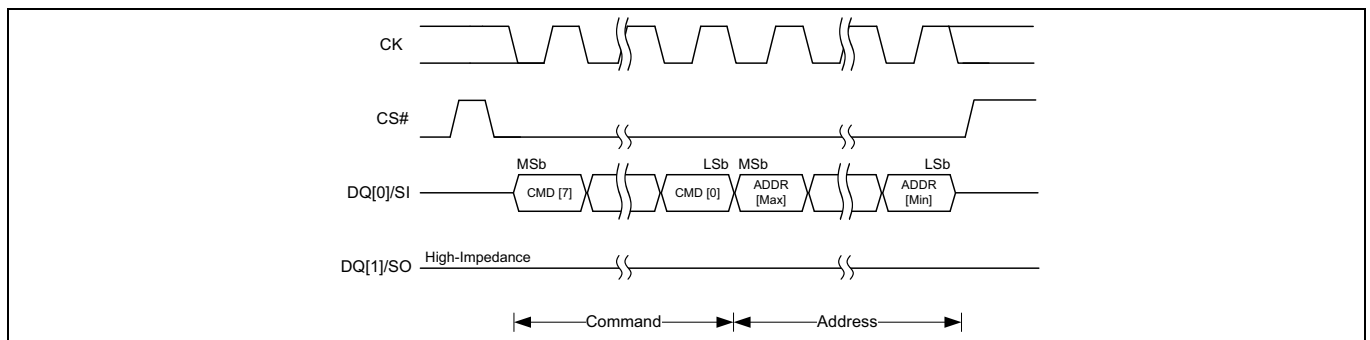 CK
CS#
MSb LSb MSb LSb
DQ[0]/SI CMD [7] CMD [0] ADDR [Max] ADDR [Min]
DQ[1]/SO High-Impedance
Command Address